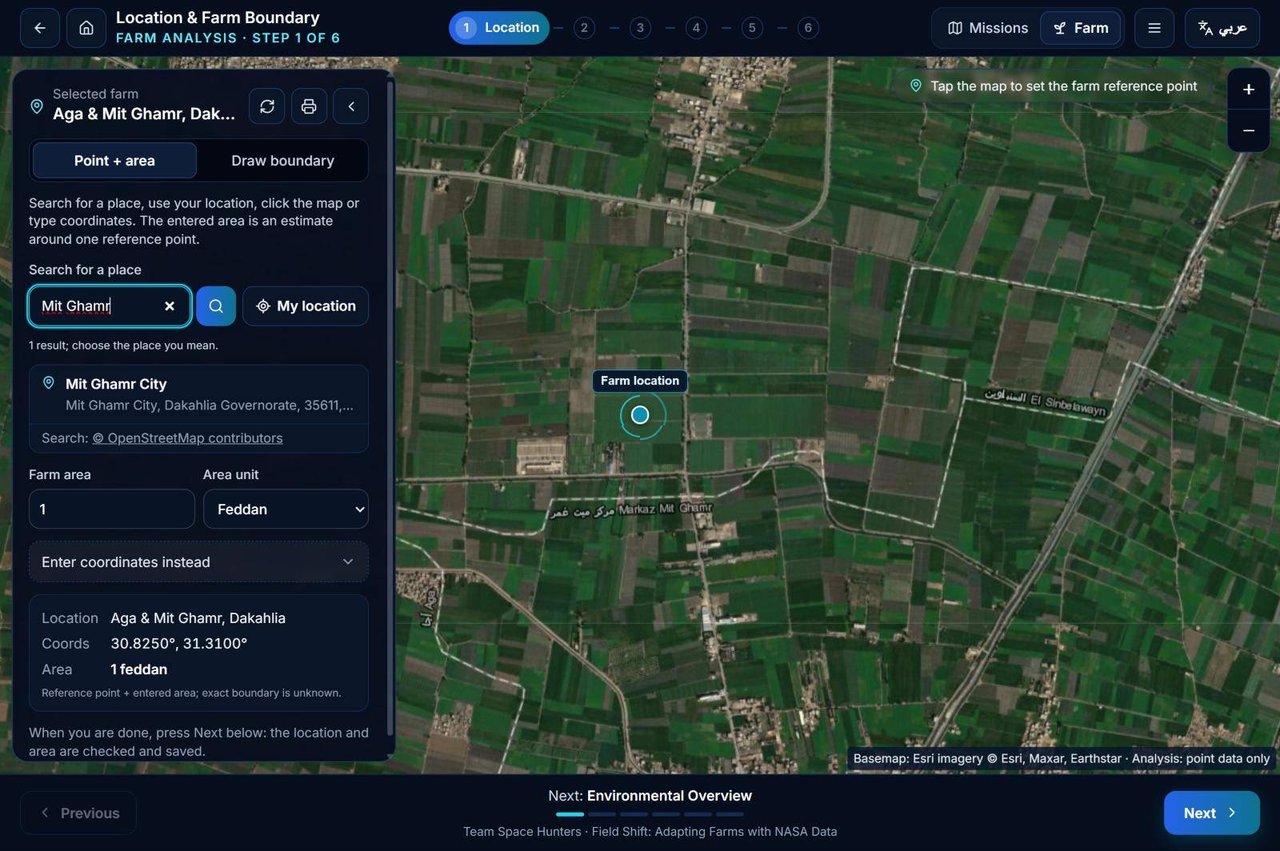 Location & Farm Boundary
FARM ANALYSIS · STEP 1 OF 6
1 Location 2 3 4 5 6
Missions
Farm
عربي
Selected farm
Aga & Mit Ghamr, Dak...
Point + area
Draw boundary
Search for a place, use your location, click the map or
type coordinates. The entered area is an estimate
around one reference point.
Search for a place
Mit Ghamr
My location
1 result; choose the place you mean.
Mit Ghamr City
Mit Ghamr City, Dakahlia Governorate, 35611,...
Search: © OpenStreetMap contributors
Farm area
Area unit
1
Feddan
Enter coordinates instead
Location Aga & Mit Ghamr, Dakahlia
Coords 30.8250°, 31.3100°
Area 1 feddan
Reference point + entered area; exact boundary is unknown.
When you are done, press Next below: the location and
area are checked and saved.
Tap the map to set the farm reference point
+
−
Farm location
السنبلاوين El Sinbelawayn
مركز ميت غمر Markaz Mit Ghamr
أجا Aga
Basemap: Esri imagery © Esri, Maxar, Earthstar · Analysis: point data only
Previous
Next: Environmental Overview
Team Space Hunters · Field Shift: Adapting Farms with NASA Data
Next